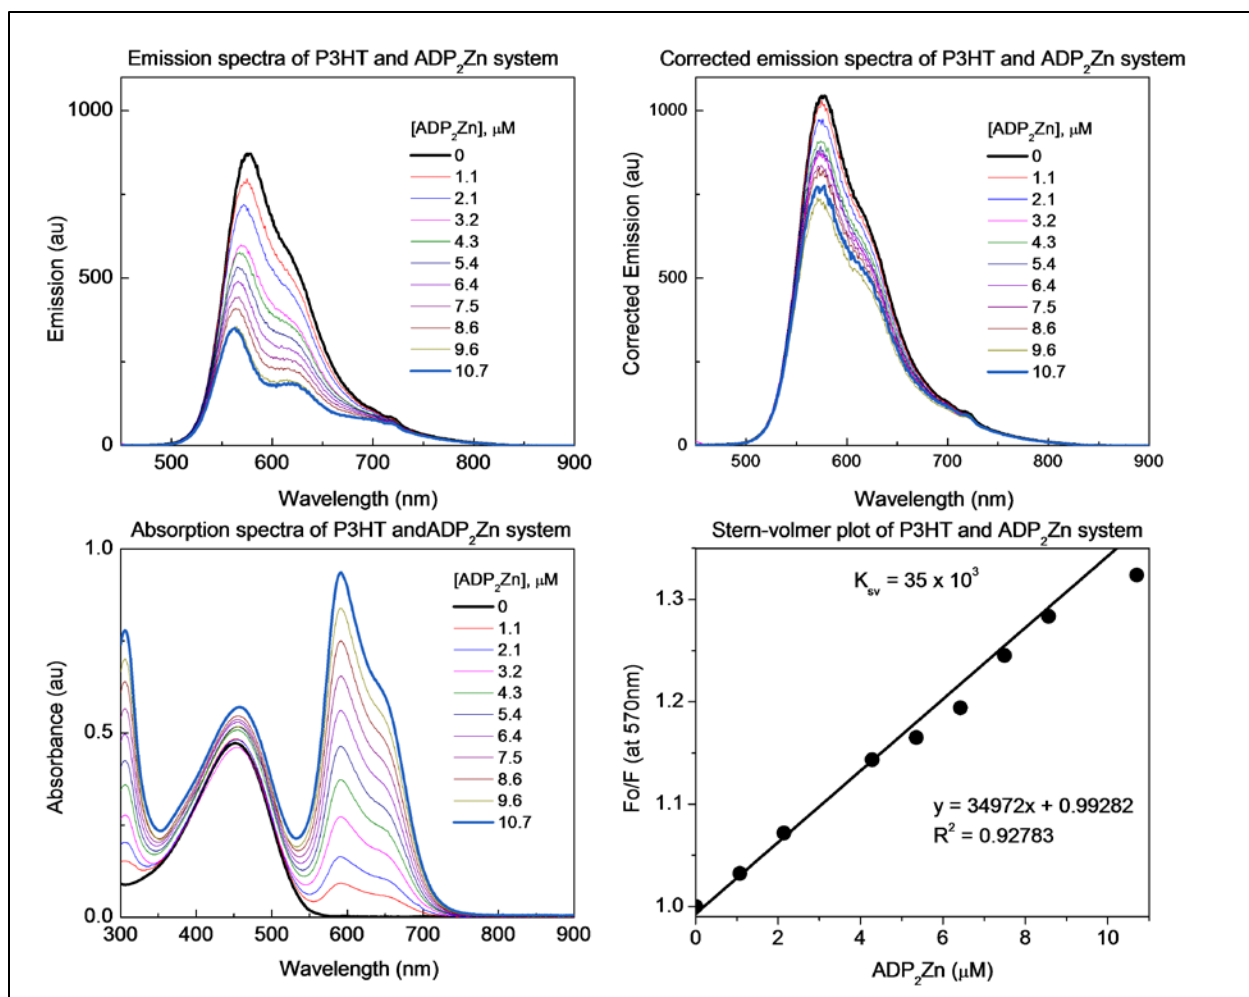 Emission spectra of P3HT and ADP₂Zn system
1000
500
0
Emission (au)
[ADP₂Zn], μM
0
1.1
2.1
3.2
4.3
5.4
6.4
7.5
8.6
9.6
10.7
500 600 700 800 900
Wavelength (nm)
Corrected emission spectra of P3HT and ADP₂Zn system
1000
500
0
Corrected Emission (au)
[ADP₂Zn], μM
0
1.1
2.1
3.2
4.3
5.4
6.4
7.5
8.6
9.6
10.7
500 600 700 800 900
Wavelength (nm)
Absorption spectra of P3HT andADP₂Zn system
1.0
0.5
0.0
Absorbance (au)
[ADP₂Zn], μM
0
1.1
2.1
3.2
4.3
5.4
6.4
7.5
8.6
9.6
10.7
300 400 500 600 700 800 900
Wavelength (nm)
Stern-volmer plot of P3HT and ADP₂Zn system
Kₛᵥ = 35 x 10³
1.3
1.2
1.1
1.0
Fo/F (at 570nm)
y = 34972x + 0.99282
R² = 0.92783
0 2 4 6 8 10
ADP₂Zn (μM)